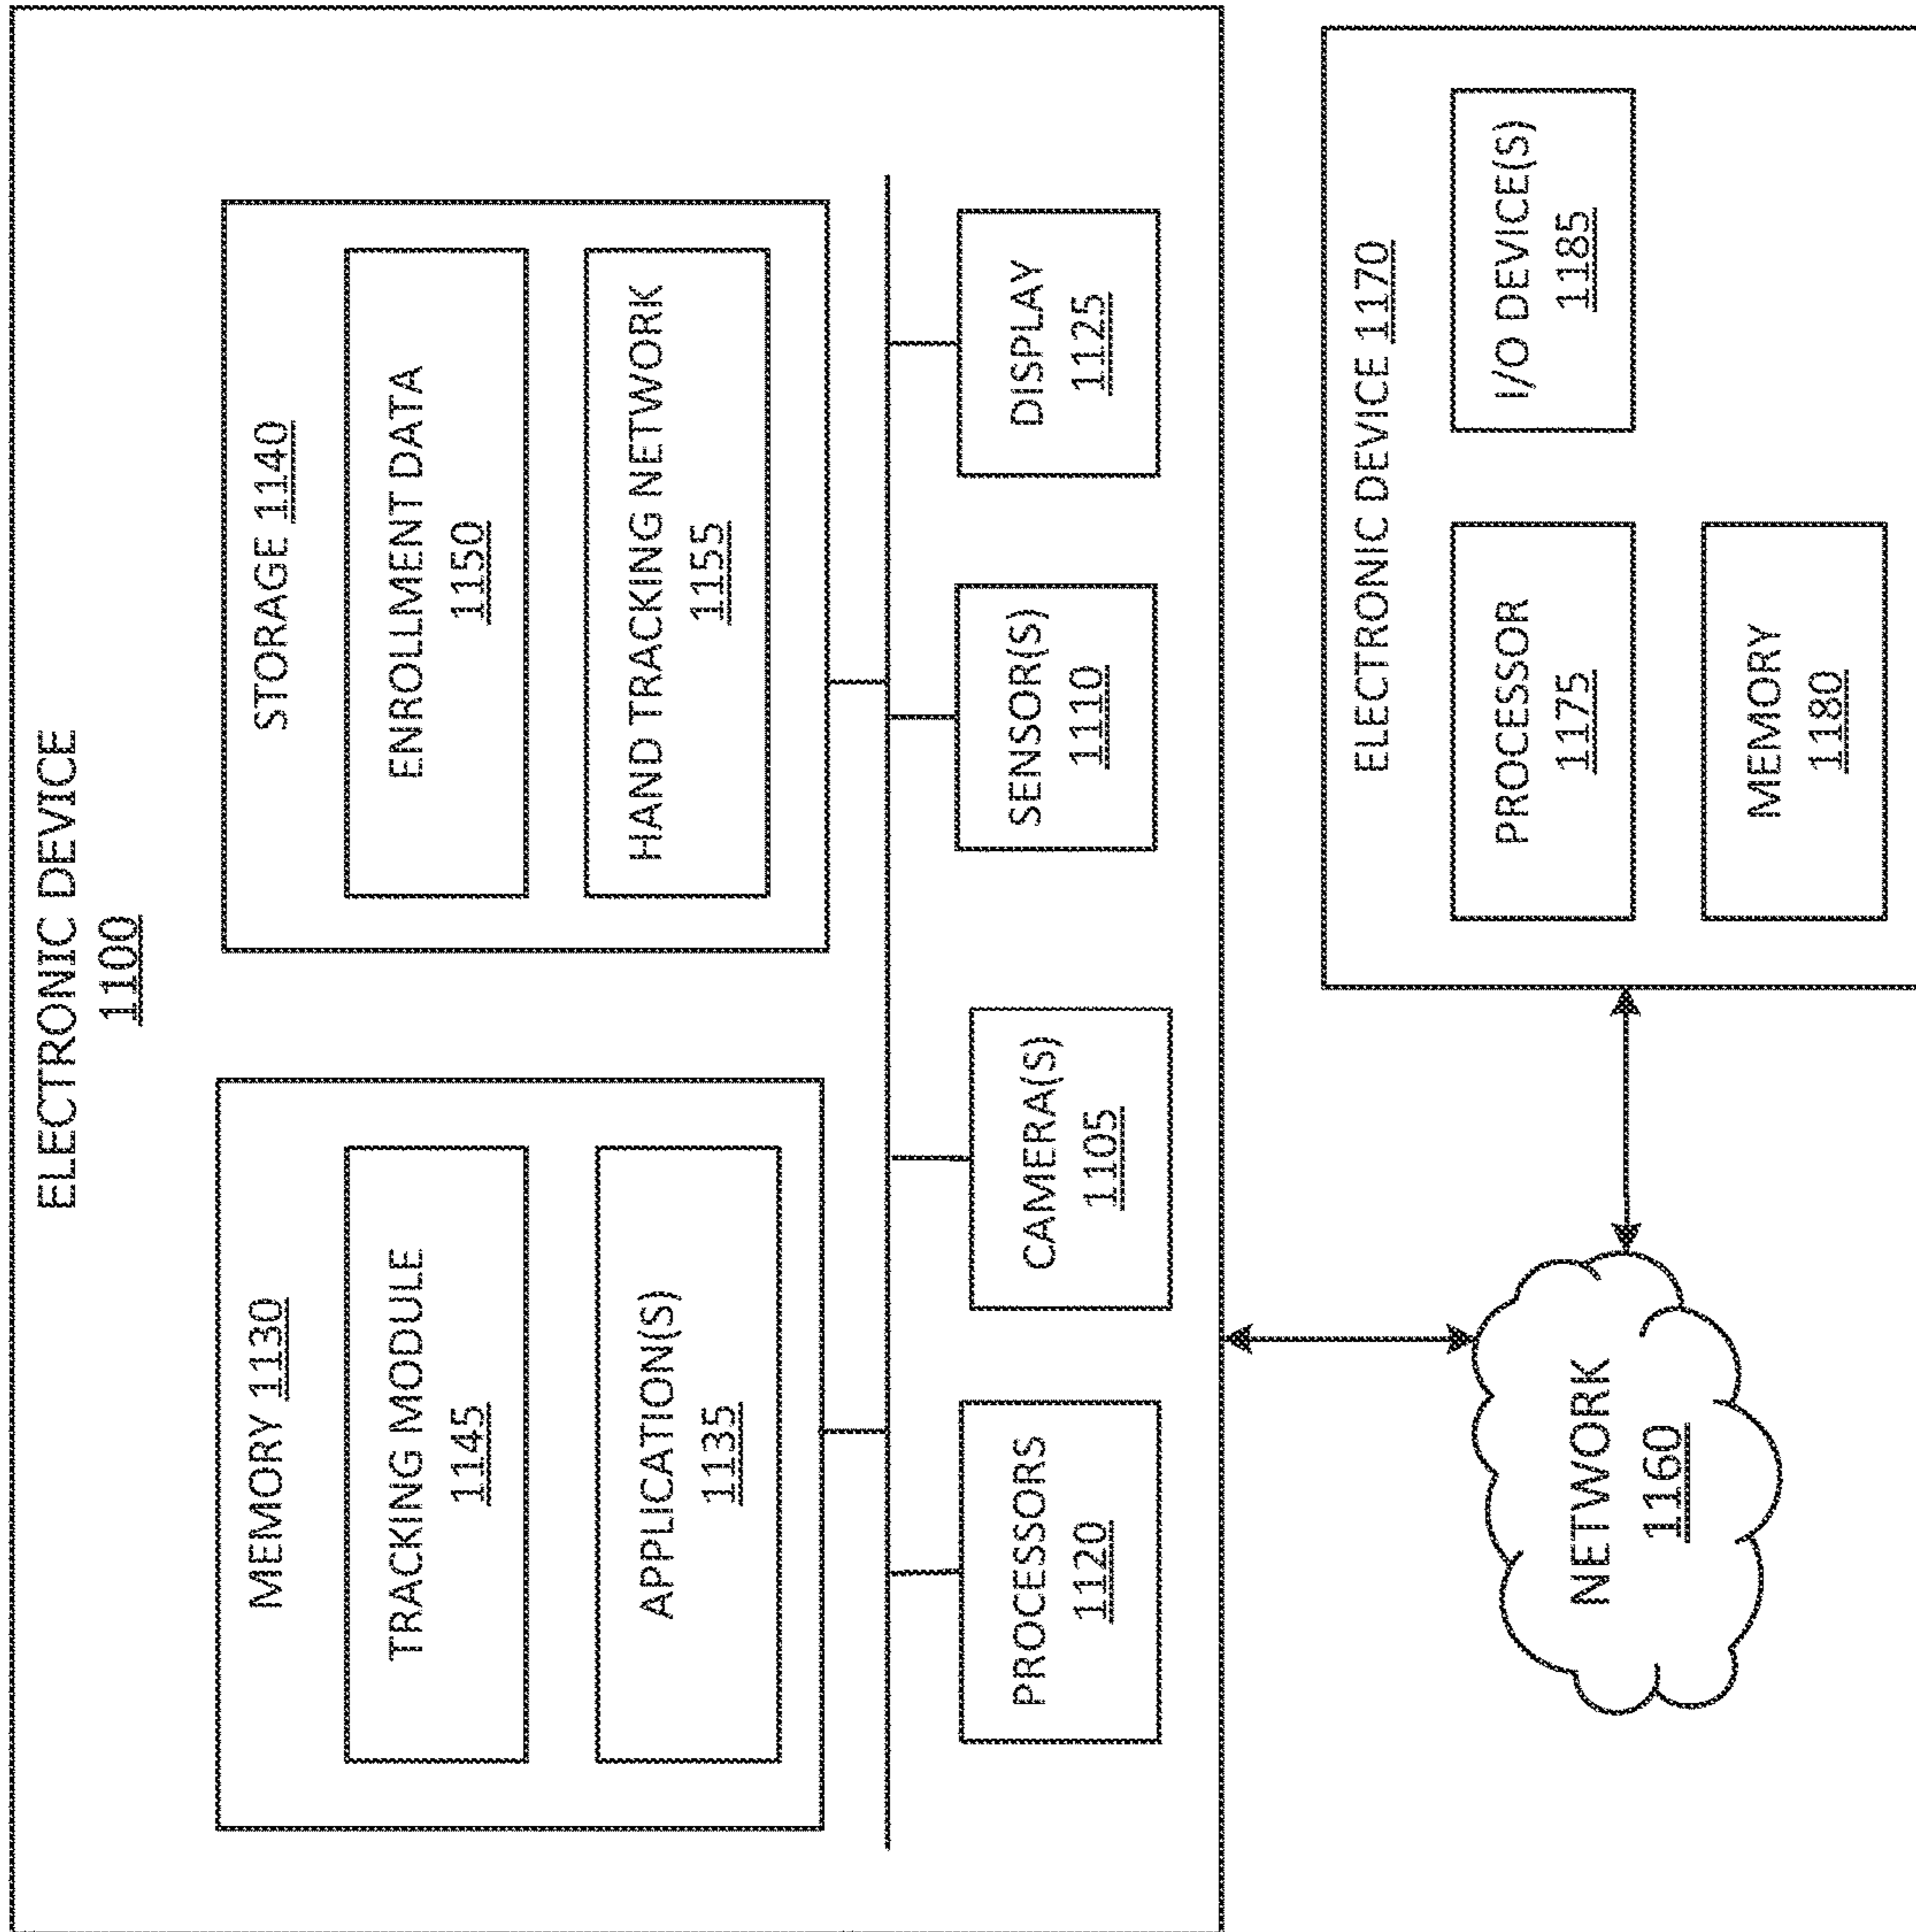 ELECTRONIC DEVICE
1100
MEMORY 1130
TRACKING MODULE
1145
APPLICATION(S)
1135
STORAGE 1140
ENROLLMENT DATA
1150
HAND TRACKING NETWORK
1155
PROCESSORS
1120
CAMERA(S)
1105
SENSOR(S)
1110
DISPLAY
1125
NETWORK
1160
ELECTRONIC DEVICE 1170
PROCESSOR
1175
I/O DEVICE(S)
1185
MEMORY
1180